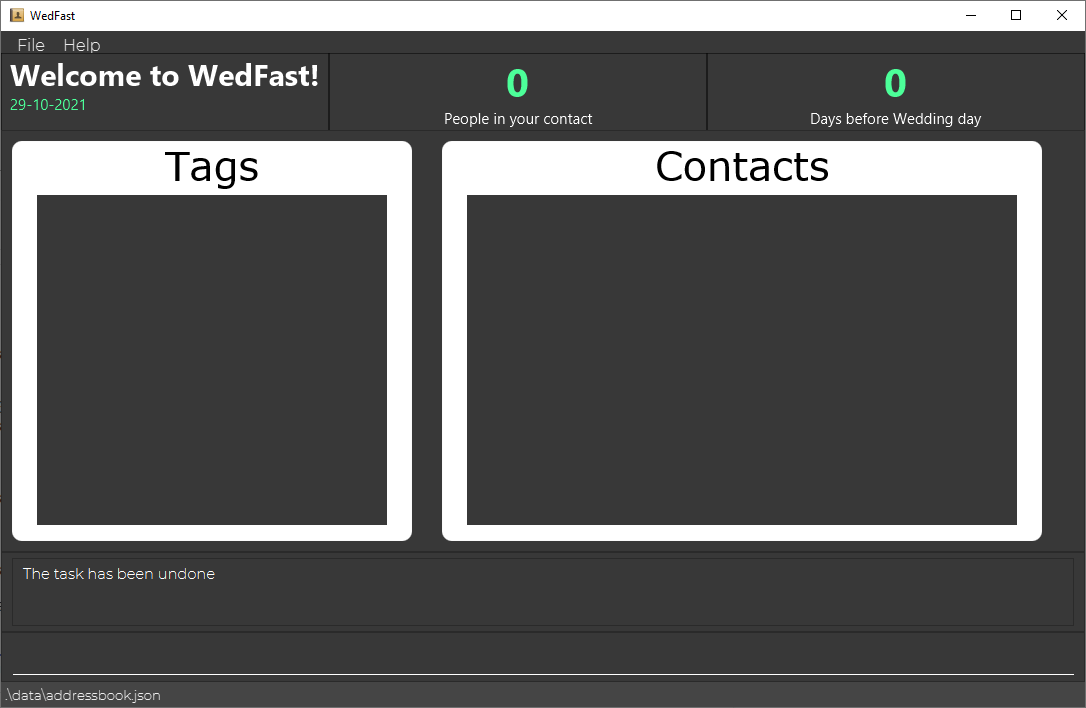 WedFast
File Help
Welcome to WedFast!
29-10-2021
0
People in your contact
0
Days before Wedding day
Tags
Contacts
The task has been undone
.\data\addressbook.json